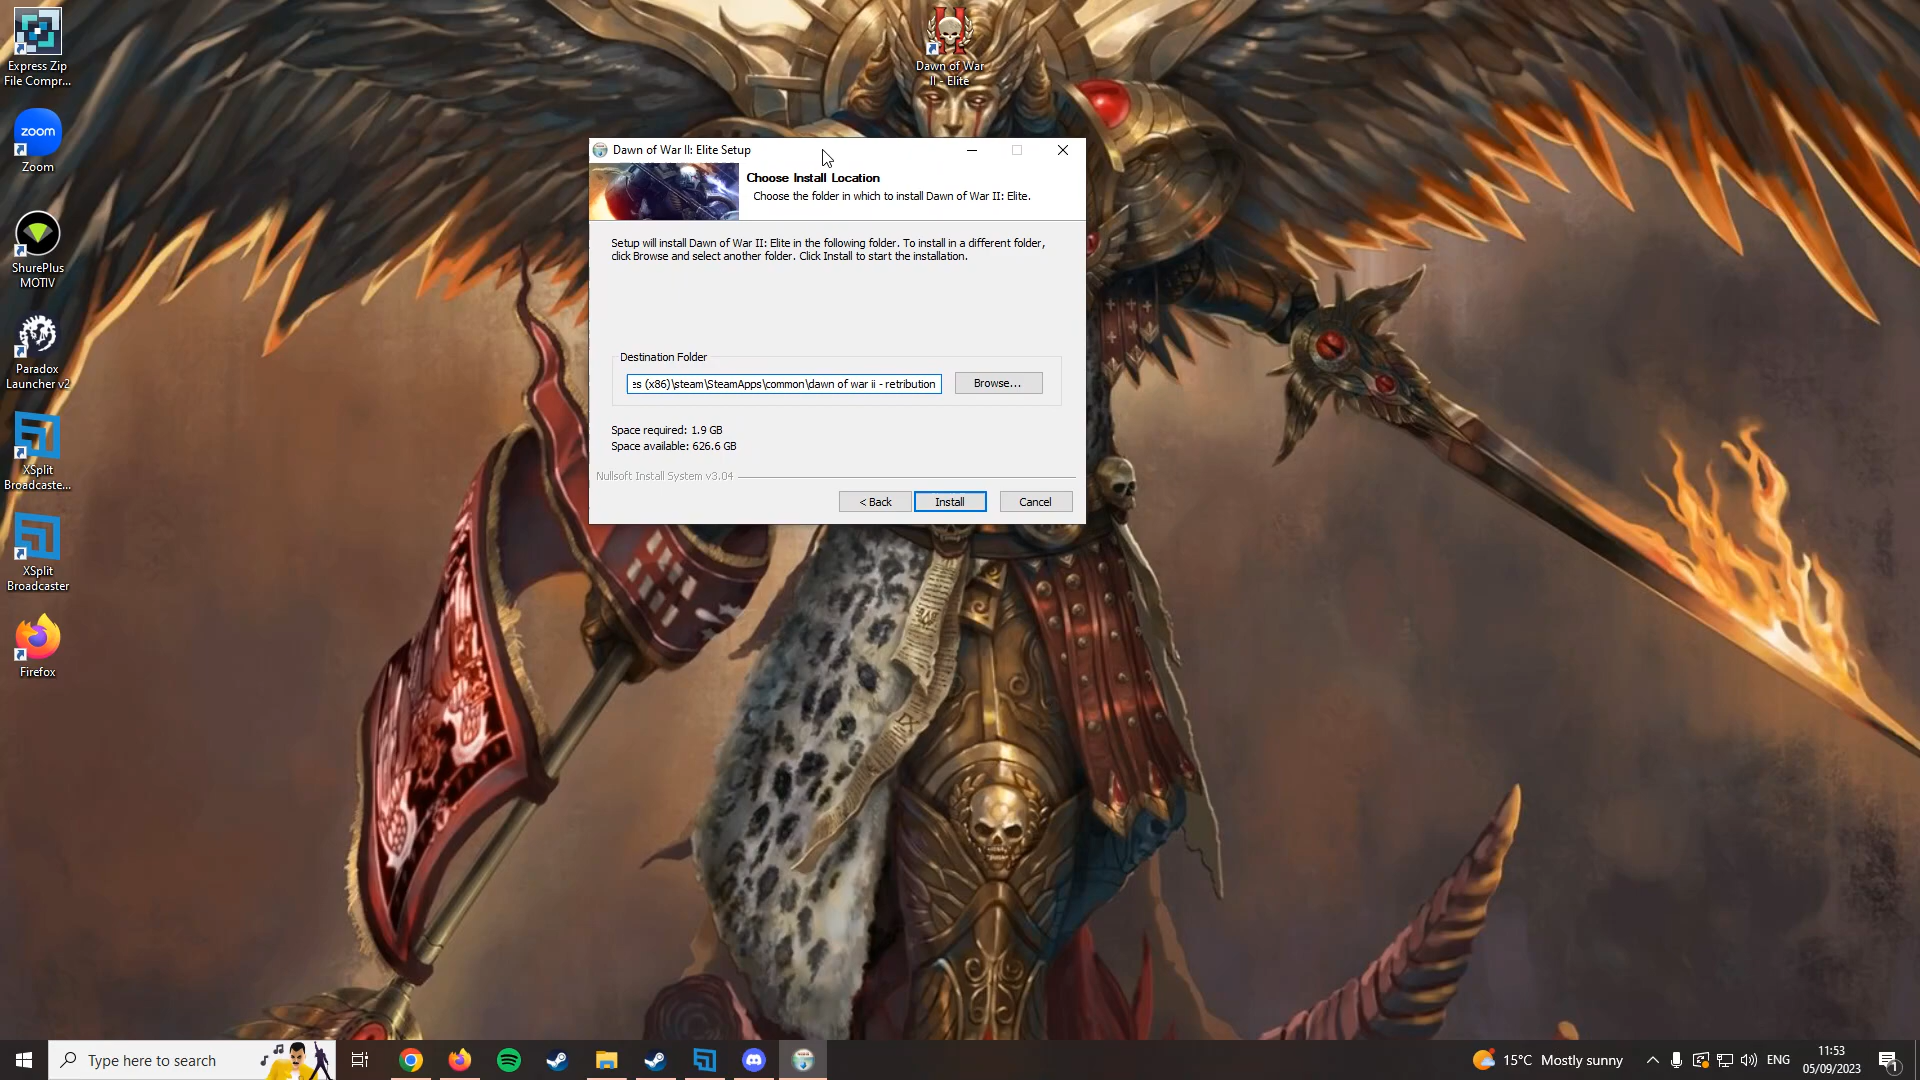 Express Zip
File Compr...
Zoom
zoom
ShurePlus
MOTIV
Paradox
Launcher v2
XSplit
Broadcaste...
XSplit
Broadcaster
Firefox
Dawn of War
II - Elite
Dawn of War II: Elite Setup
Choose Install Location
Choose the folder in which to install Dawn of War II: Elite.
Setup will install Dawn of War II: Elite in the following folder. To install in a different folder,
click Browse and select another folder. Click Install to start the installation.
Destination Folder
es (x86)\steam\SteamApps\common\dawn of war ii - retribution
Browse...
Space required: 1.9 GB
Space available: 626.6 GB
Nullsoft Install System v3.04
< Back
Install
Cancel
Type here to search
15°C Mostly sunny
ENG
11:53
05/09/2023
1